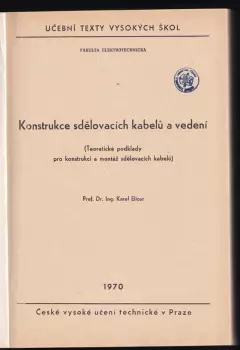 UČEBNÍ TEXTY VYSOKÝCH ŠKOL
FAKULTA ELEKTROTECHNICKÁ
Konstrukce sdělovacích kabelů a vedení
(Teoretické podklady
pro konstrukci a montáž sdělovacích kabelů)
Prof. Dr. Ing. Karel
1970
České vysoké učení technické v Praze